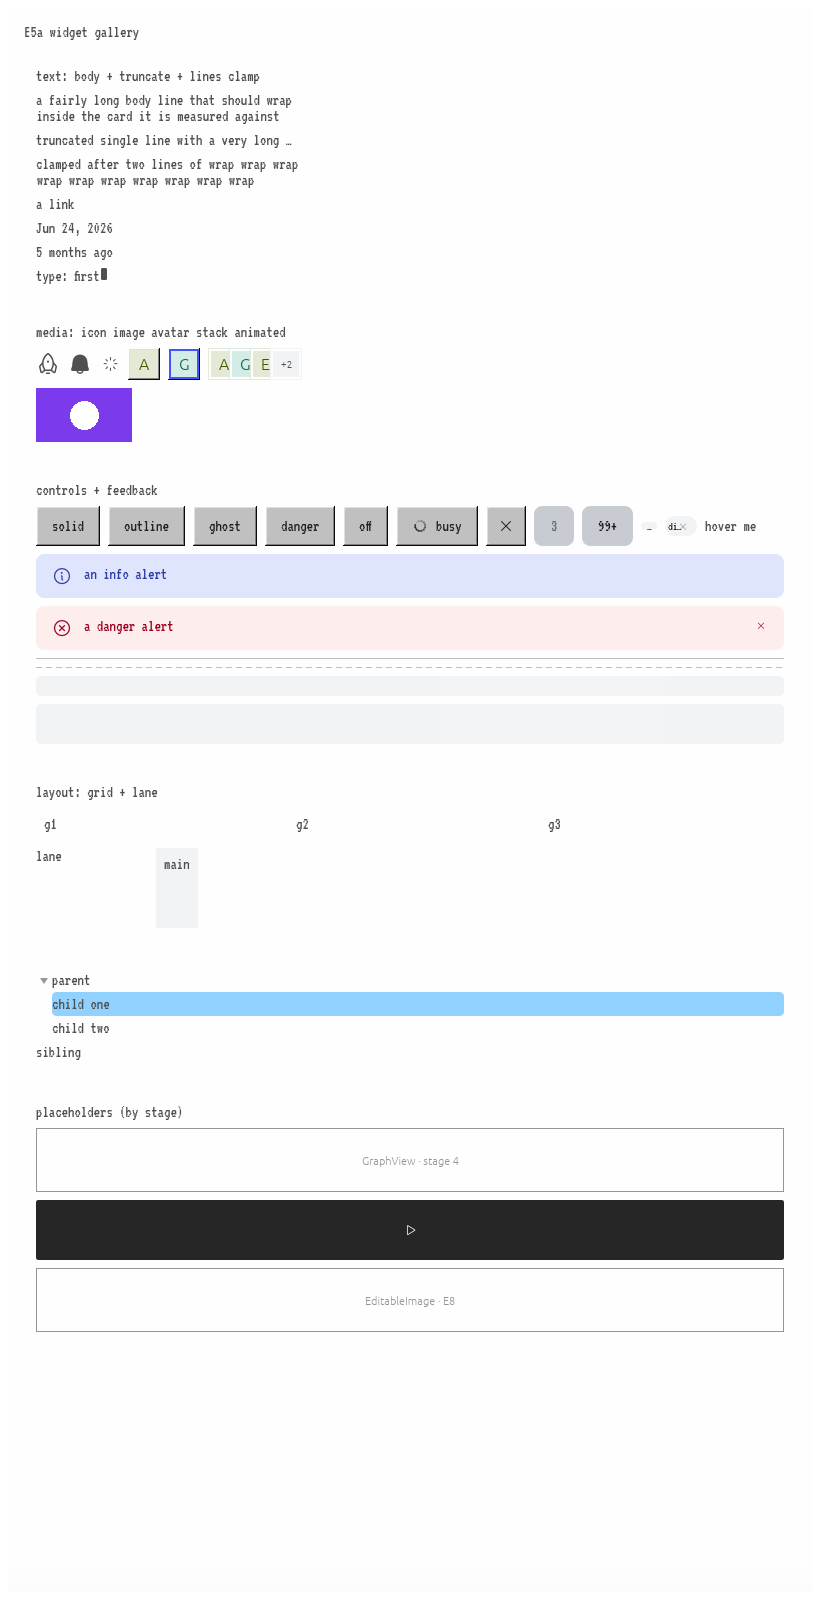 E5a widget gallery
text: body + truncate + lines clamp
a fairly long body line that should wrap
inside the card it is measured against
truncated single line with a very long …
clamped after two lines of wrap wrap wrap
wrap wrap wrap wrap wrap wrap wrap
a link
Jun 24, 2026
5 months ago
type: first
media: icon image avatar stack animated
A G A G E +2
controls + feedback
solid outline ghost danger off busy 3 99+ … di… hover me
an info alert
a danger alert
layout: grid + lane
g1 g2 g3
lane main
parent
child one
child two
sibling
placeholders (by stage)
GraphView · stage 4
EditableImage · E8